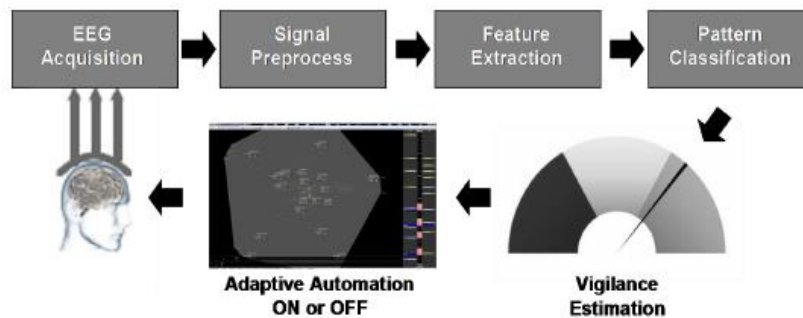 EEG
Acquisition
Signal
Preprocess
Feature
Extraction
Pattern
Classification
Adaptive Automation
ON or OFF
Vigilance
Estimation